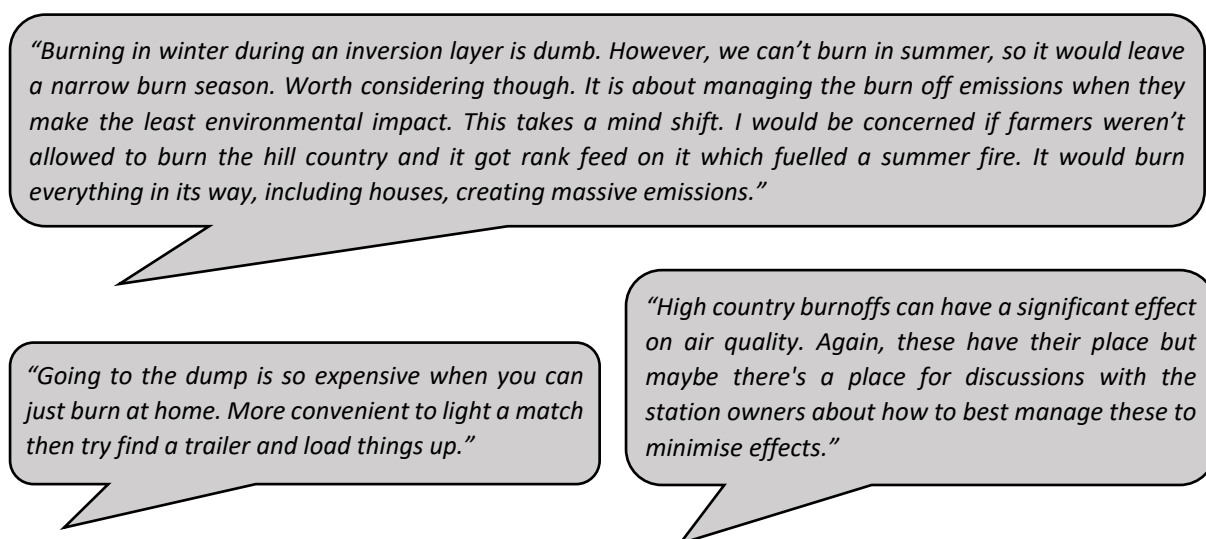 “Burning in winter during an inversion layer is dumb. However, we can’t burn in summer, so it would leave
a narrow burn season. Worth considering though. It is about managing the burn off emissions when they
make the least environmental impact. This takes a mind shift. I would be concerned if farmers weren’t
allowed to burn the hill country and it got rank feed on it which fuelled a summer fire. It would burn
everything in its way, including houses, creating massive emissions.”
“Going to the dump is so expensive when you can
just burn at home. More convenient to light a match
then try find a trailer and load things up.”
“High country burnoffs can have a significant effect
on air quality. Again, these have their place but
maybe there's a place for discussions with the
station owners about how to best manage these to
minimise effects.”